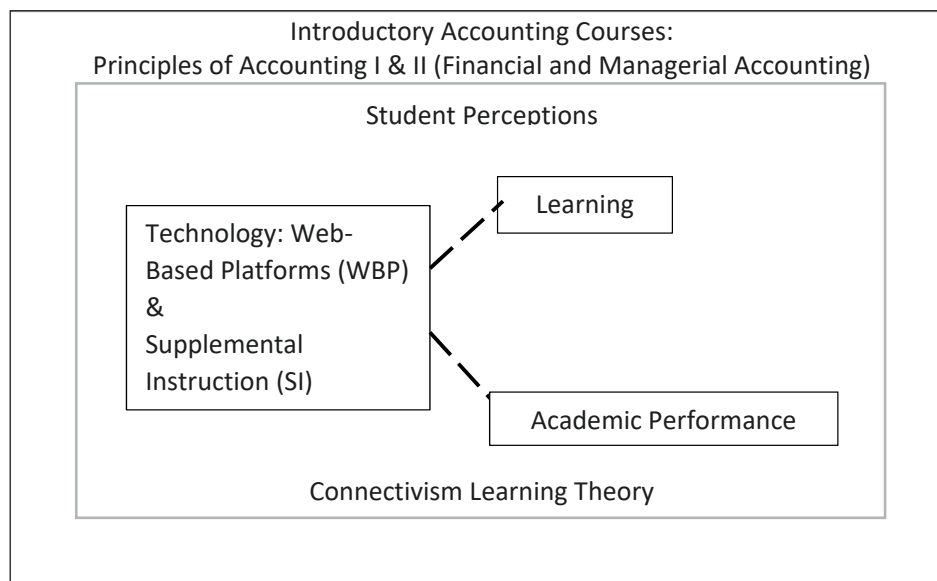 Introductory Accounting Courses:
Principles of Accounting I & II (Financial and Managerial Accounting)
Student Perceptions
Learning
Technology: Web-
Based Platforms (WBP)
&
Supplemental
Instruction (SI)
Academic Performance
Connectivism Learning Theory